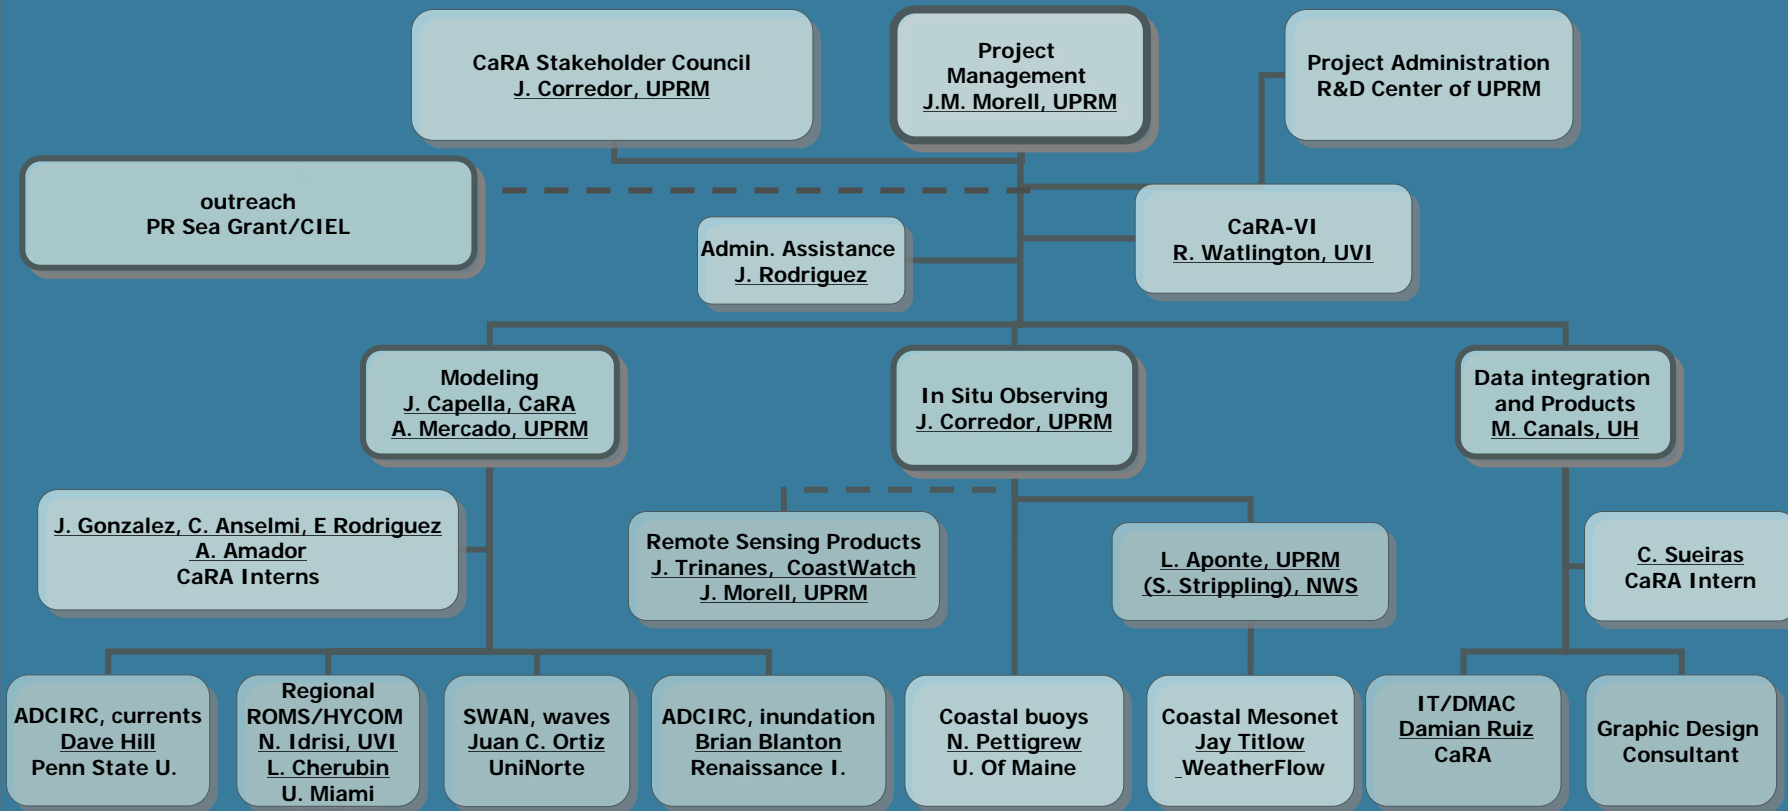 CaRA Stakeholder Council
J. Corredor, UPRM
Project
Management
J.M. Morell, UPRM
Project Administration
R&D Center of UPRM
outreach
PR Sea Grant/CIEL
Admin. Assistance
J. Rodriguez
CaRA-VI
R. Watlington, UVI
Modeling
J. Capella, CaRA
A. Mercado, UPRM
In Situ Observing
J. Corredor, UPRM
Data integration
and Products
M. Canals, UH
J. Gonzalez, C. Anselmi, E Rodriguez
A. Amador
CaRA Interns
Remote Sensing Products
J. Trinanes, CoastWatch
J. Morell, UPRM
L. Aponte, UPRM
(S. Strippling), NWS
C. Sueiras
CaRA Intern
ADCIRC, currents
Dave Hill
Penn State U.
Regional
ROMS/HYCOM
N. Idrisi, UVI
L. Cherubin
U. Miami
SWAN, waves
Juan C. Ortiz
UniNorte
ADCIRC, inundation
Brian Blanton
Renaissance I.
Coastal buoys
N. Pettigrew
U. Of Maine
Coastal Mesonet
Jay Titlow
WeatherFlow
IT/DMAC
Damian Ruiz
CaRA
Graphic Design
Consultant